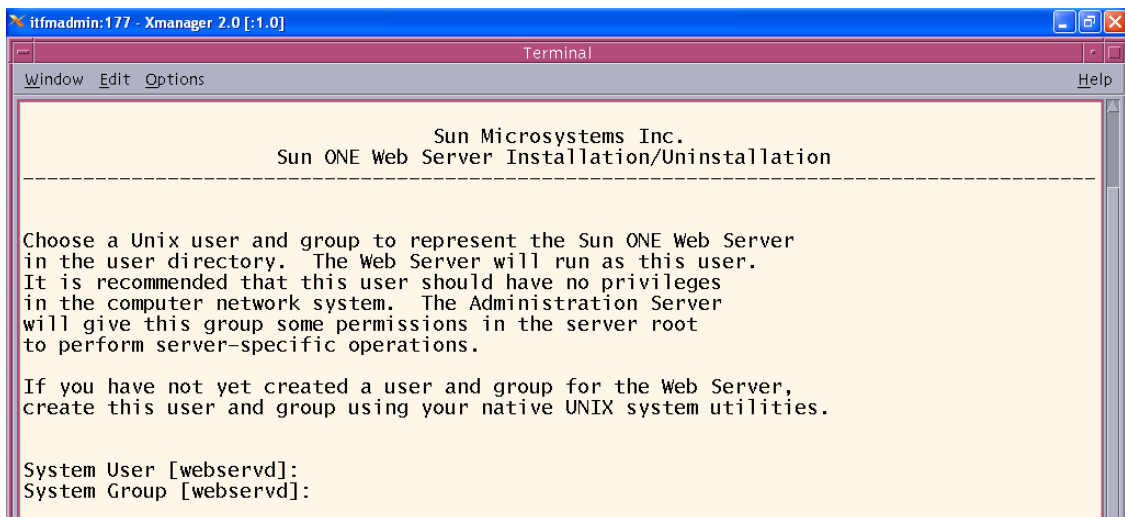 itfmadmin:177 - Xmanager 2.0 [:1.0]
Terminal
Window Edit Options Help
Sun Microsystems Inc.
Sun ONE Web Server Installation/Uninstallation
--------------------------------------------------------------------------------
Choose a Unix user and group to represent the Sun ONE Web Server
in the user directory.  The Web Server will run as this user.
It is recommended that this user should have no privileges
in the computer network system.  The Administration Server
will give this group some permissions in the server root
to perform server-specific operations.
If you have not yet created a user and group for the Web Server,
create this user and group using your native UNIX system utilities.
System User [webservd]:
System Group [webservd]: